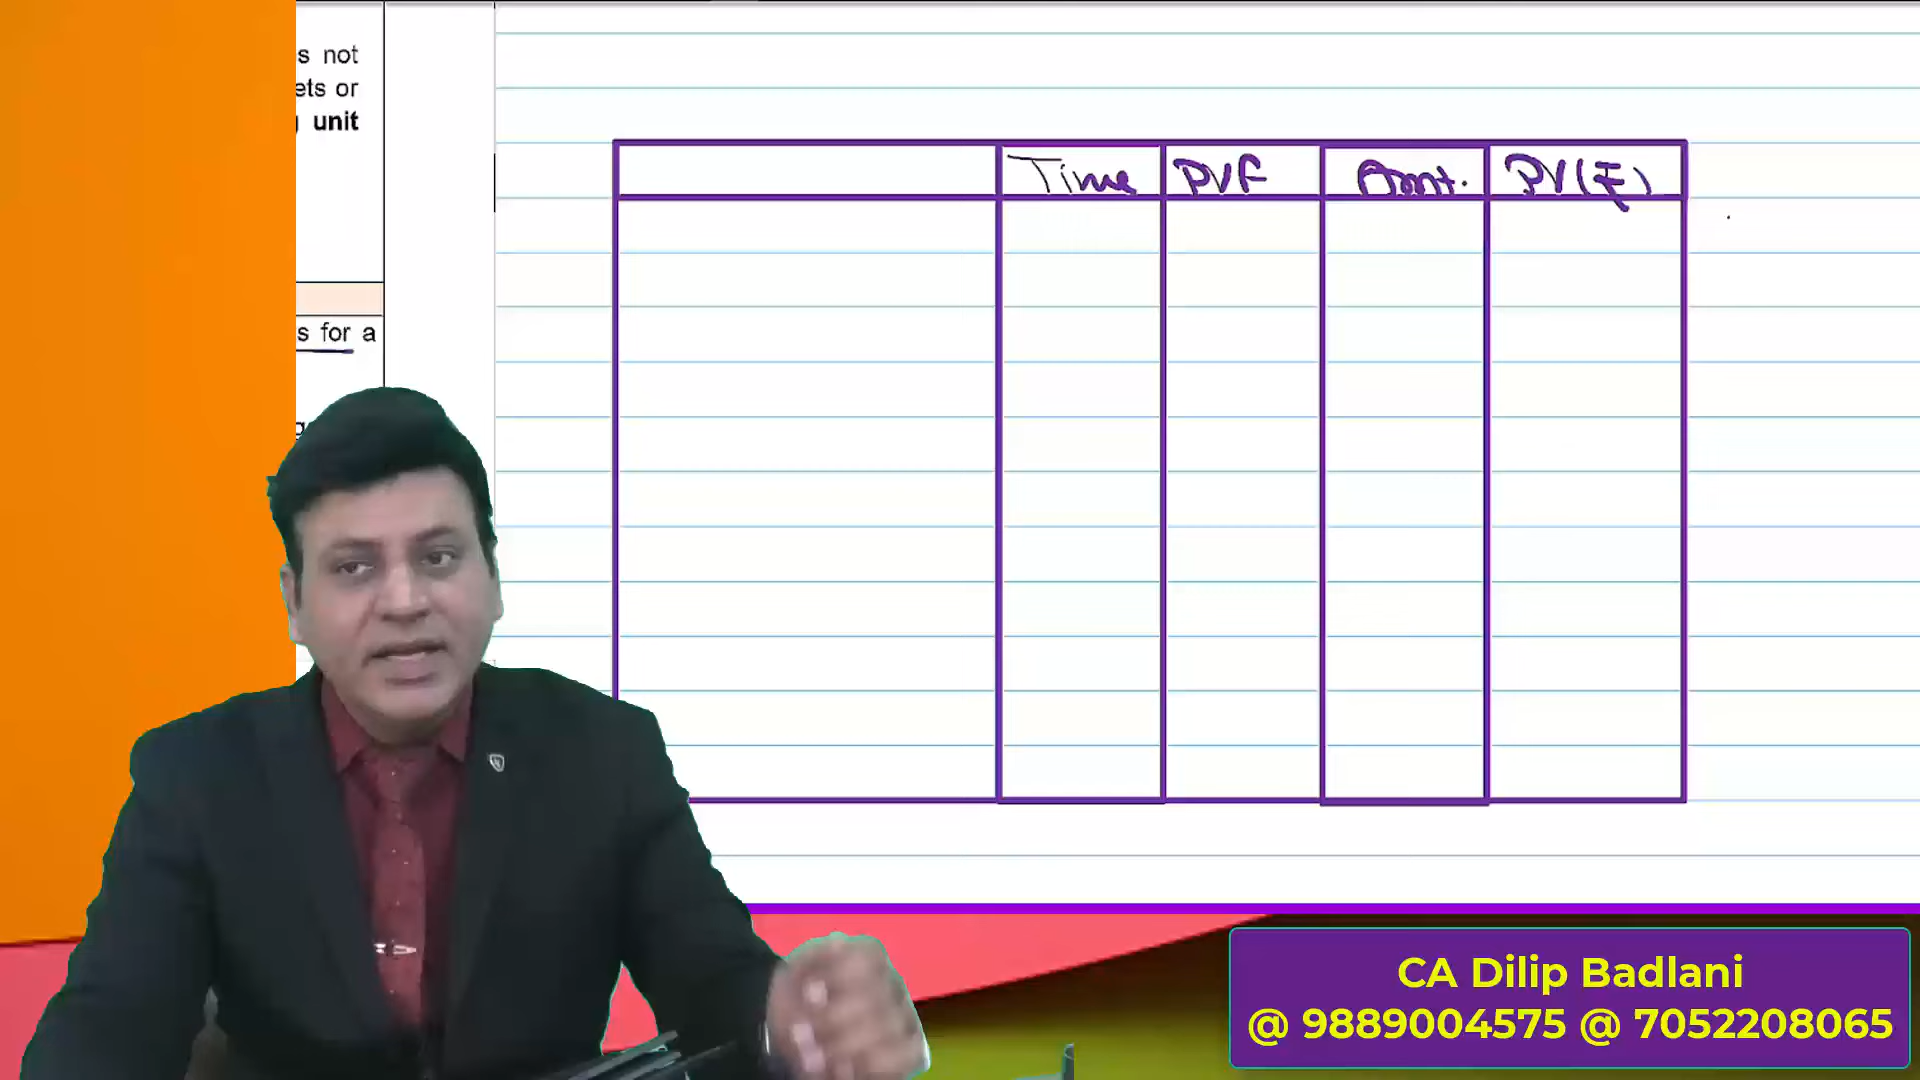 s not
ets or
unit
s for a
g
Time PVF Amt. PV(₹)
CA Dilip Badlani
@ 9889004575 @ 7052208065